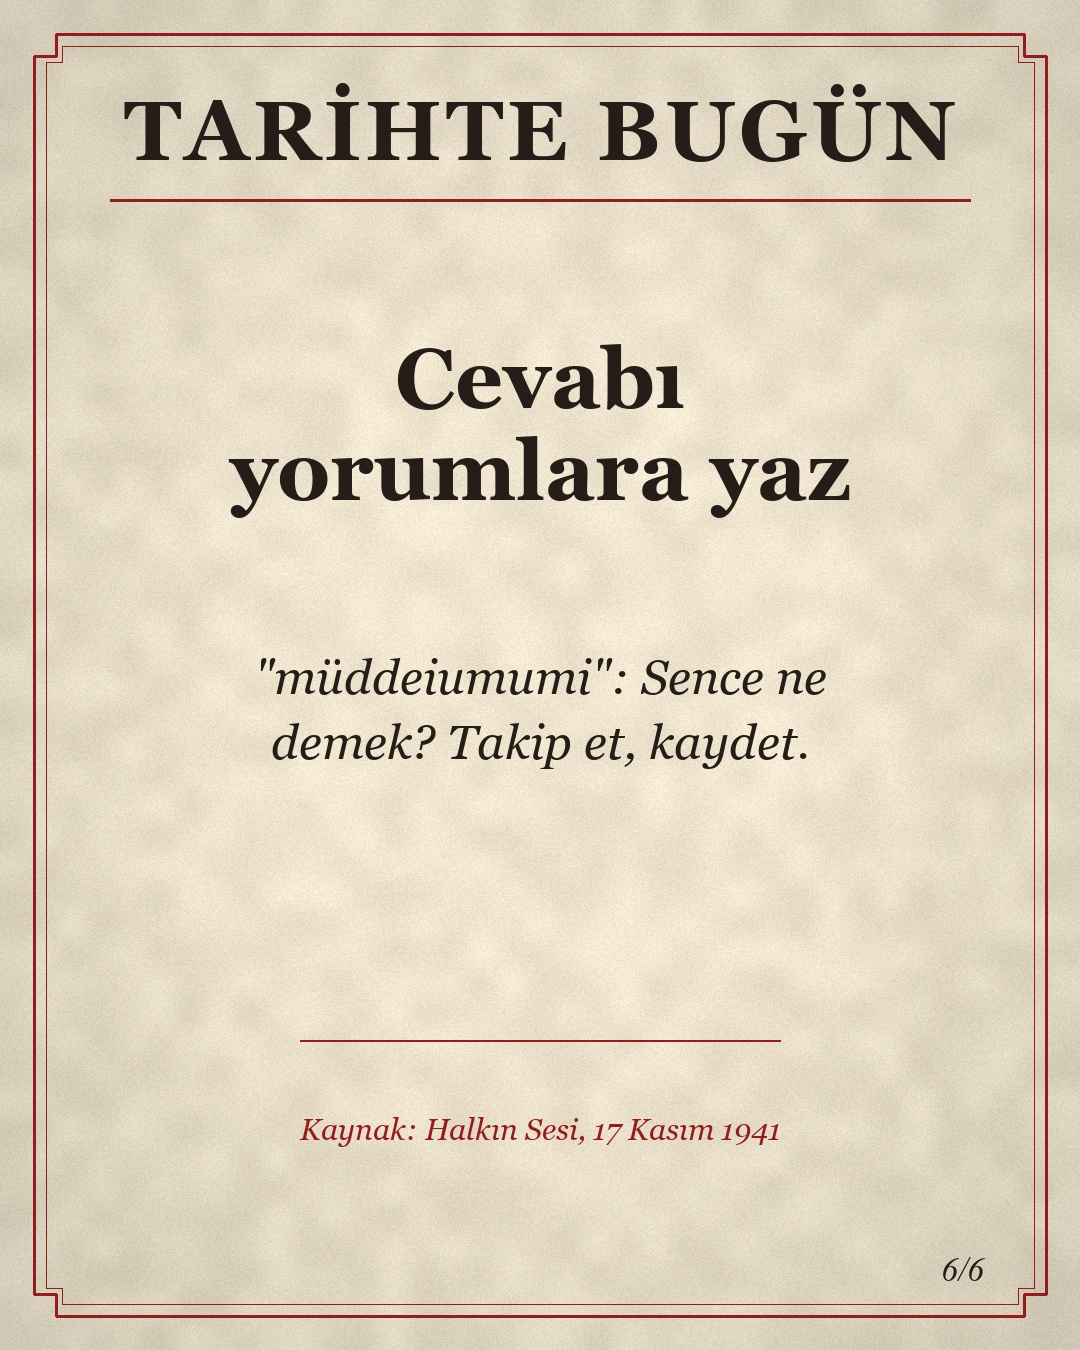 TARİHTE BUGÜN
Cevabı
yorumlara yaz
"müddeiumumi": Sence ne
demek? Takip et, kaydet.
Kaynak: Halkın Sesi, 17 Kasım 1941
6/6